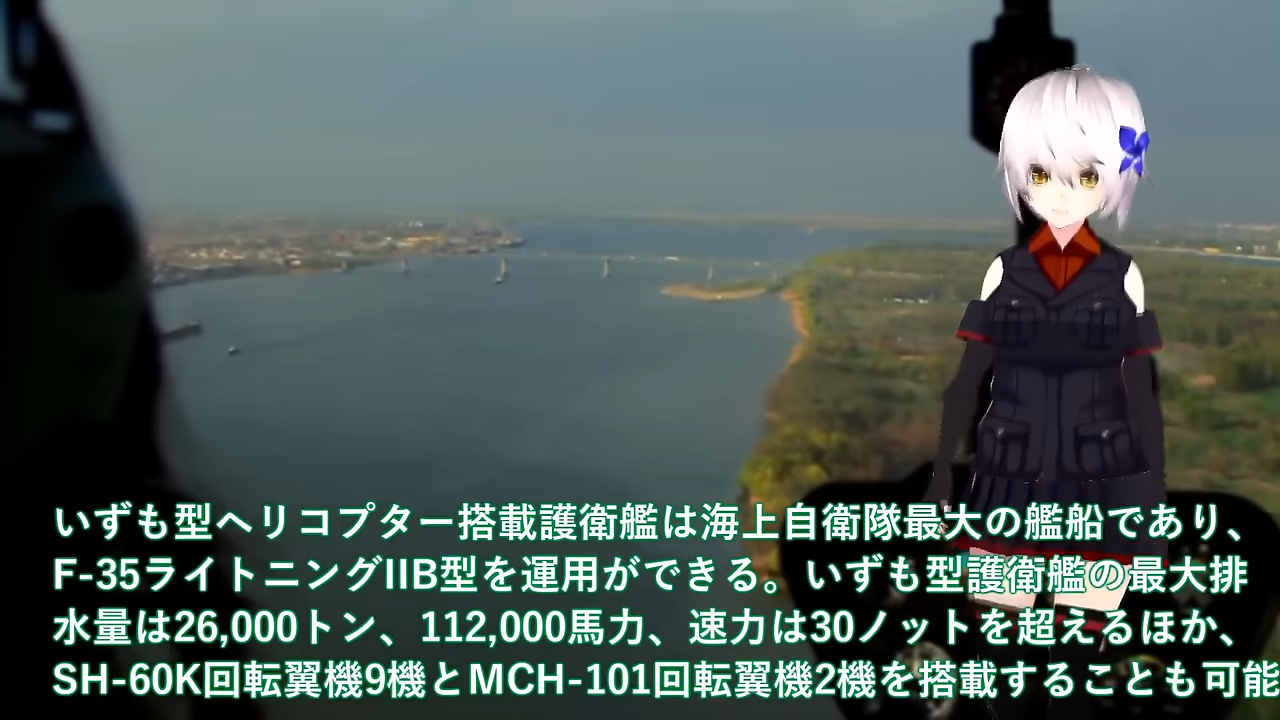 いずも型ヘリコプター搭載護衛艦は海上自衛隊最大の艦船であり、
F-35ライトニングIIB型を運用ができる。いずも型護衛艦の最大排
水量は26,000トン、112,000馬力、速力は30ノットを超えるほか、
SH-60K回転翼機9機とMCH-101回転翼機2機を搭載することも可能